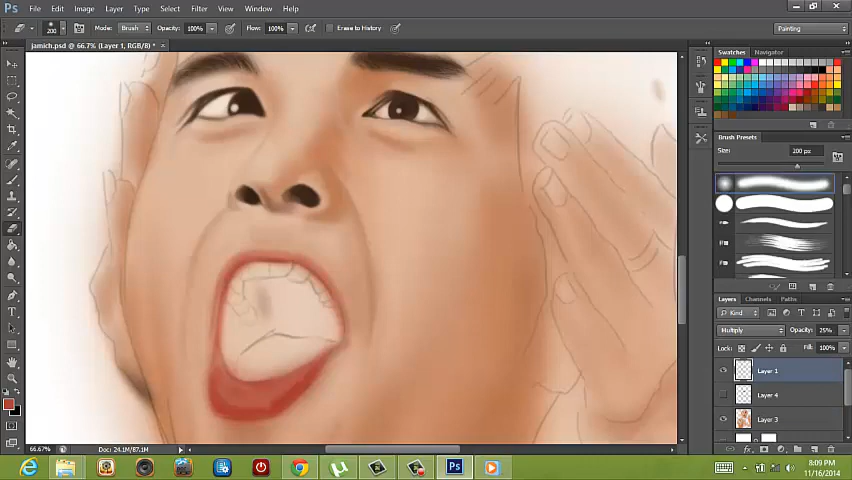 Ps File Edit Image Layer Type Select Filter View Window Help
200 Mode: Brush Opacity: 100% Flow: 100% Erase to History Painting
jamich.psd @ 66.7% (Layer 1, RGB/8) * ×
Swatches Navigator
Brush Presets
Size: 200 px
Layers Channels Paths
Kind
Multiply Opacity: 25%
Lock: Fill: 100%
Layer 1
Layer 4
Layer 3
66.67% Doc: 24.1M/87.1M
fx
Ps
8:09 PM
11/16/2014